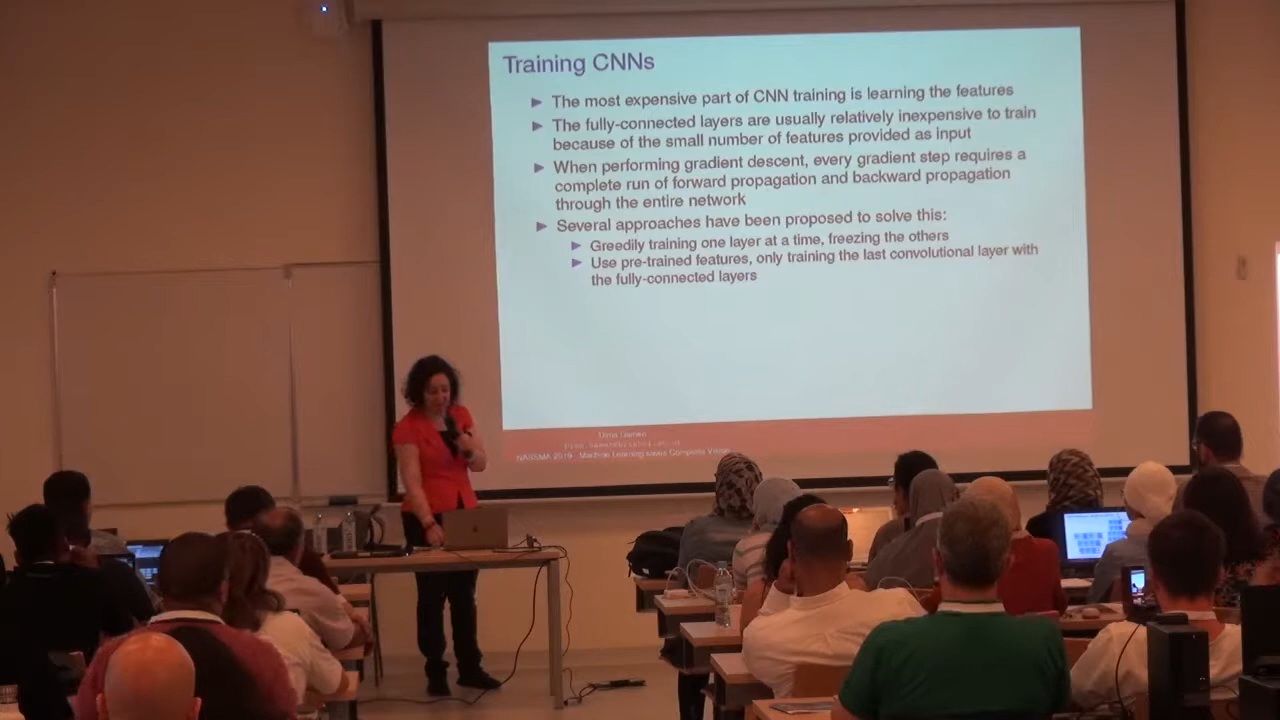 Training CNNs
► The most expensive part of CNN training is learning the features
► The fully-connected layers are usually relatively inexpensive to train
because of the small number of features provided as input
► When performing gradient descent, every gradient step requires a
complete run of forward propagation and backward propagation
through the entire network
► Several approaches have been proposed to solve this:
► Greedily training one layer at a time, freezing the others
► Use pre-trained features, only training the last convolutional layer with
the fully-connected layers
NASSMA 2019 - Machine Learning